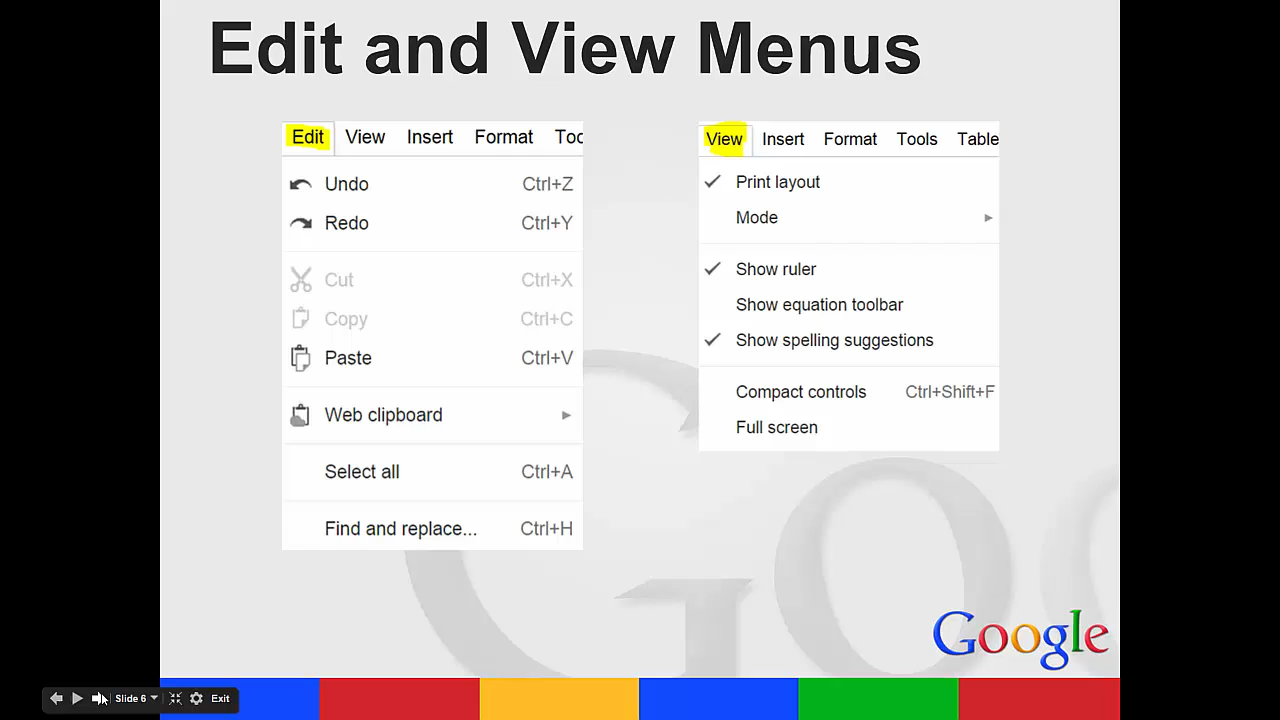 Edit and View Menus
Edit View Insert Format Too
Undo Ctrl+Z
Redo Ctrl+Y
Cut Ctrl+X
Copy Ctrl+C
Paste Ctrl+V
Web clipboard
Select all Ctrl+A
Find and replace... Ctrl+H
View Insert Format Tools Table
Print layout
Mode
Show ruler
Show equation toolbar
Show spelling suggestions
Compact controls Ctrl+Shift+F
Full screen
Goo
Google
Slide 6 Exit